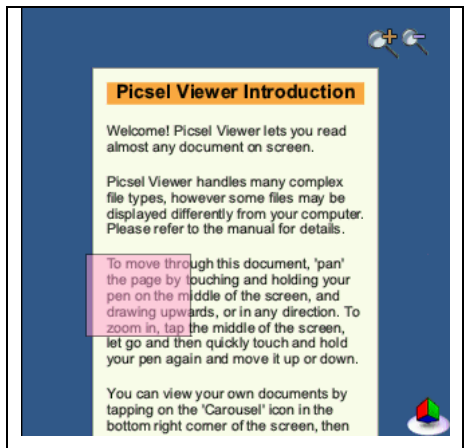 Picsel Viewer Introduction
Welcome! Picsel Viewer lets you read
almost any document on screen.
Picsel Viewer handles many complex
file types, however some files may be
displayed differently from your computer.
Please refer to the manual for details.
To move through this document, 'pan'
the page by touching and holding your
pen on the middle of the screen, and
drawing upwards, or in any direction. To
zoom in, tap the middle of the screen,
let go and then quickly touch and hold
your pen again and move it up or down.
You can view your own documents by
tapping on the 'Carousel' icon in the
bottom right corner of the screen, then